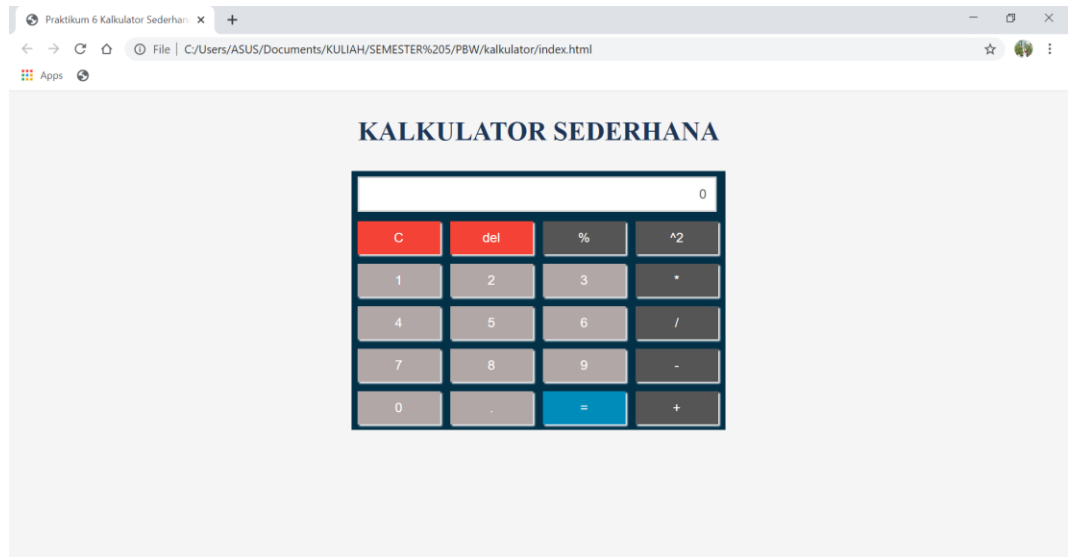 Praktikum 6 Kalkulator Sederhan
File | C:/Users/ASUS/Documents/KULIAH/SEMESTER%205/PBW/kalkulator/index.html
Apps
KALKULATOR SEDERHANA
0
C del % ^2
1 2 3 *
4 5 6 /
7 8 9 -
0 . = +